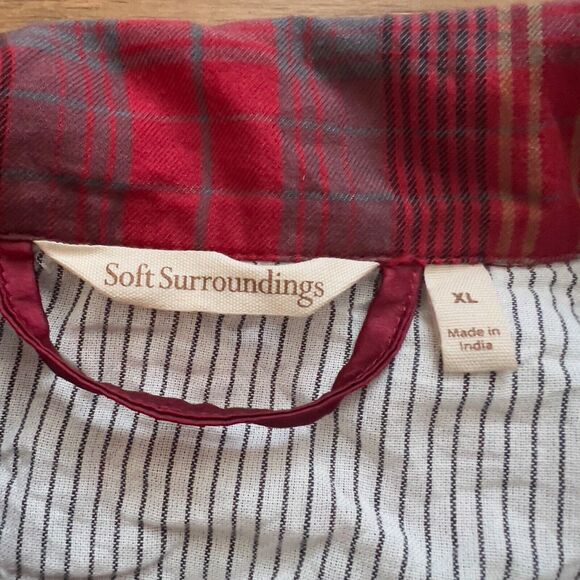 Soft Surroundings
XL
Made in
India